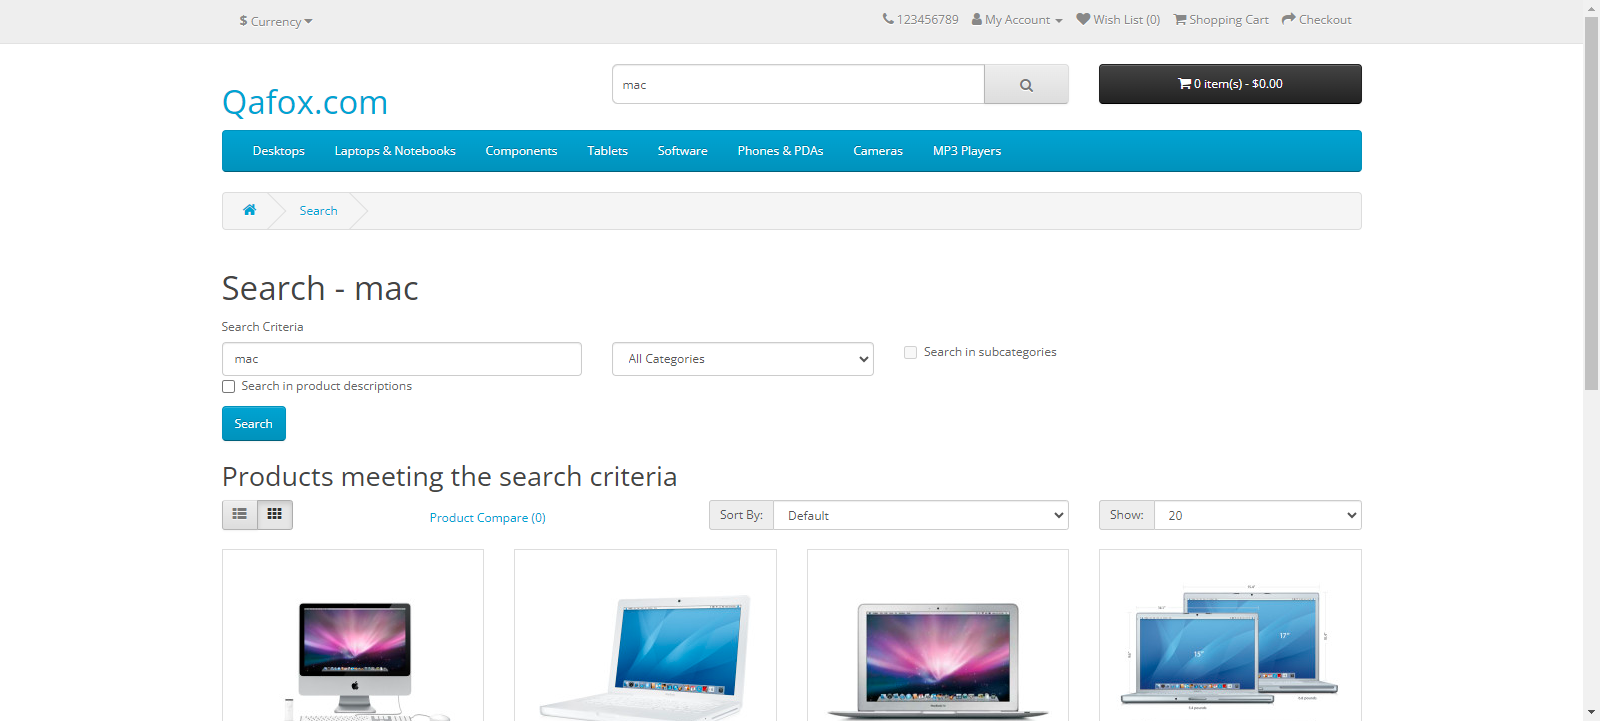 $ Currency
123456789 My Account Wish List (0) Shopping Cart Checkout
Qafox.com
mac
0 item(s) - $0.00
Desktops Laptops & Notebooks Components Tablets Software Phones & PDAs Cameras MP3 Players
Search
Search - mac
Search Criteria
mac
All Categories
Search in subcategories
Search in product descriptions
Search
Products meeting the search criteria
Product Compare (0)
Sort By: Default
Show: 20
15"
17"